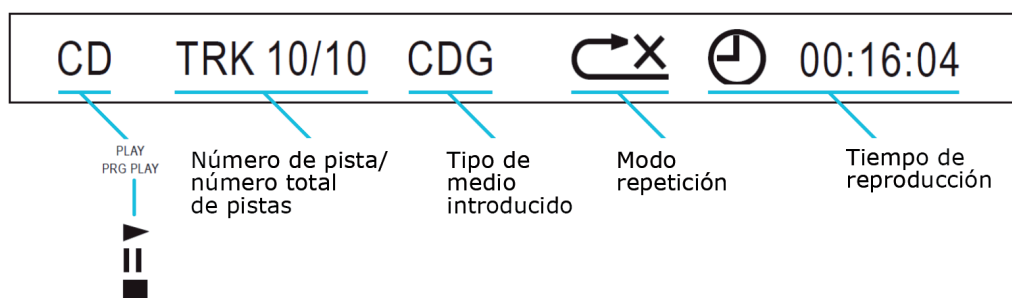 CD TRK 10/10 CDG 00:16:04
PLAY
PRG PLAY
Número de pista/
número total
de pistas
Tipo de
medio
introducido
Modo
repetición
Tiempo de
reproducción